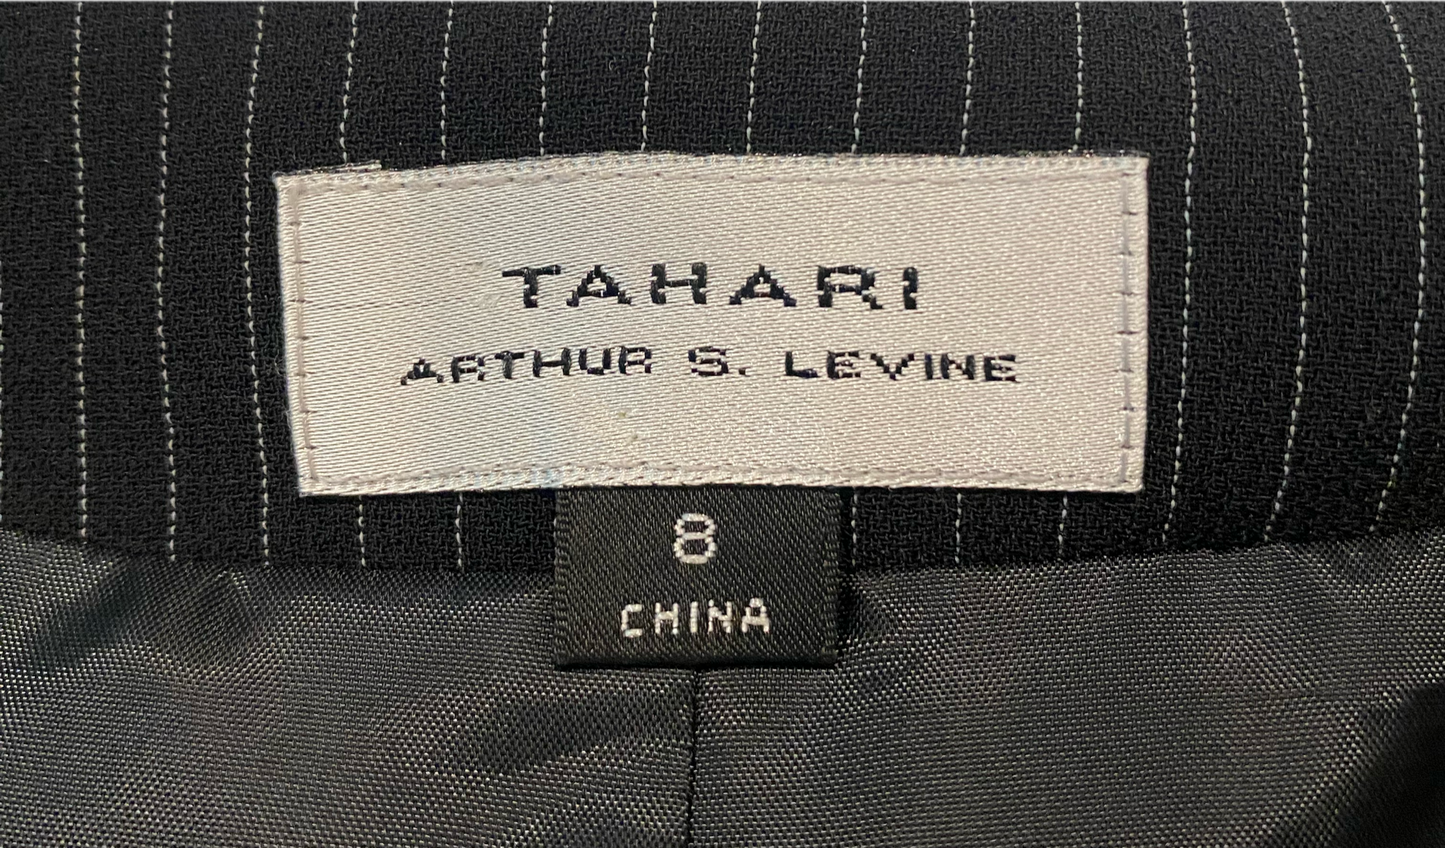 TAHARI
ARTHUR S. LEVINE
8
CHINA